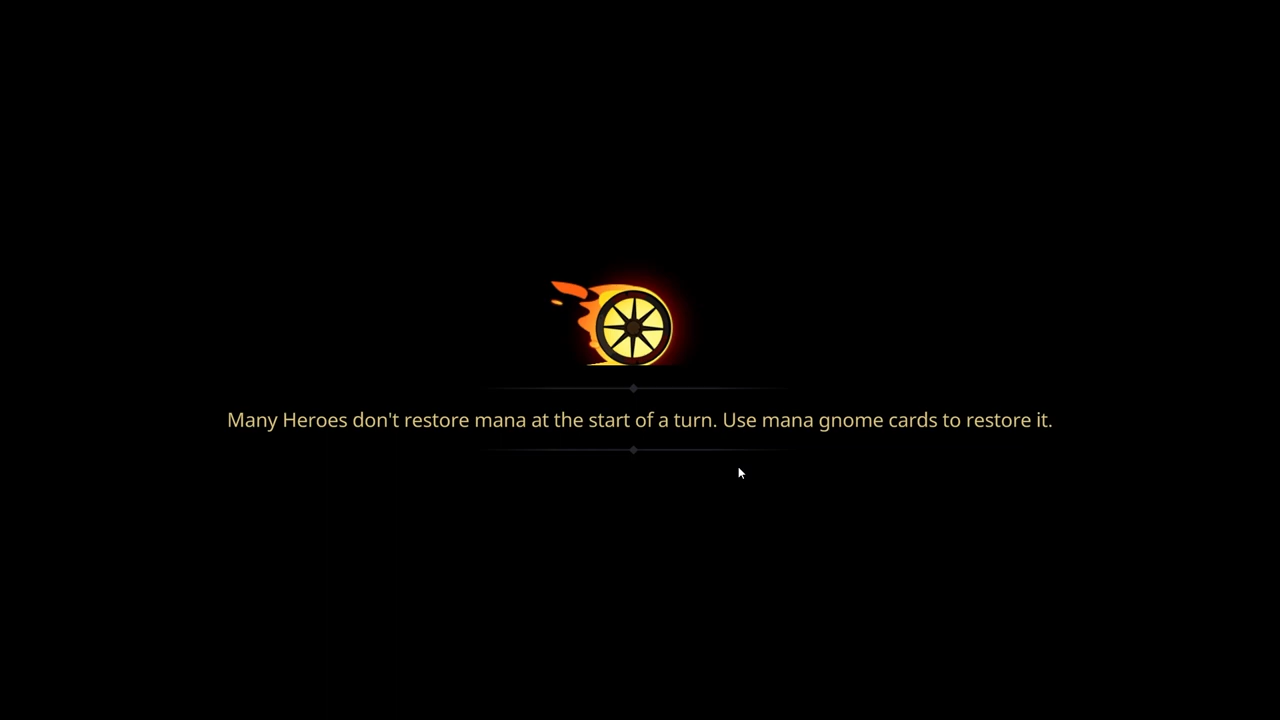 Many Heroes don't restore mana at the start of a turn. Use mana gnome cards to restore it.